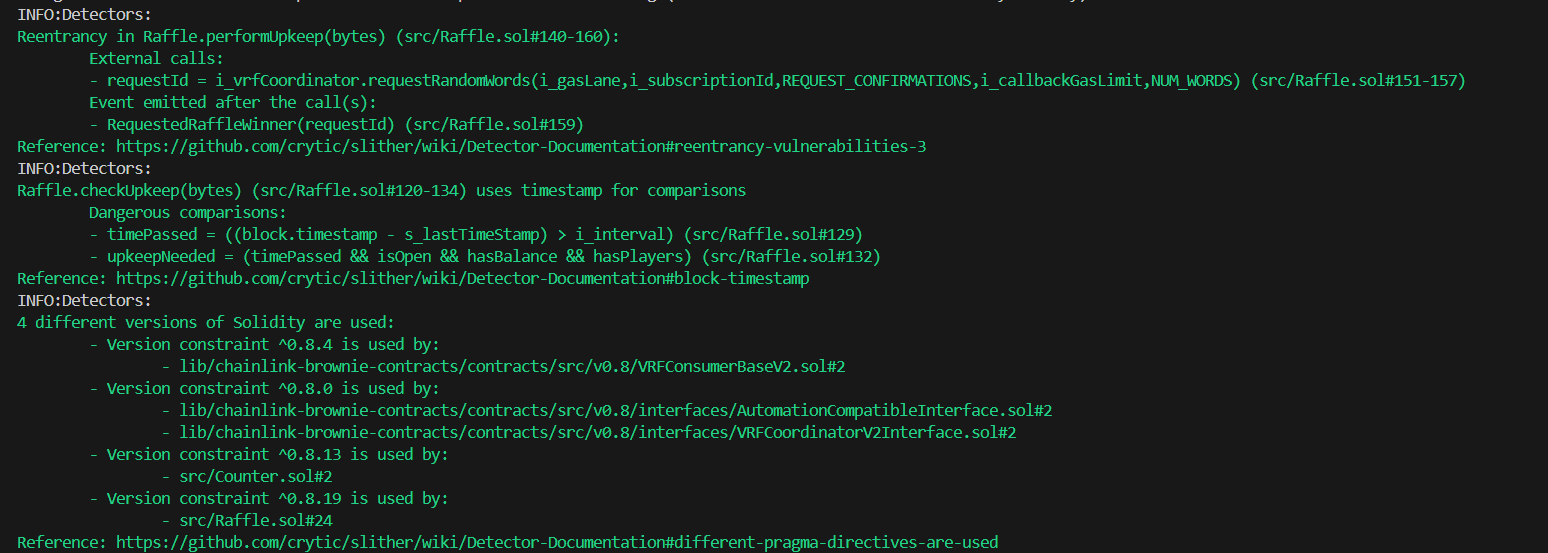 INFO:Detectors:
Reentrancy in Raffle.performUpkeep(bytes) (src/Raffle.sol#140-160):
External calls:
- requestId = i_vrfCoordinator.requestRandomWords(i_gasLane,i_subscriptionId,REQUEST_CONFIRMATIONS,i_callbackGasLimit,NUM_WORDS) (src/Raffle.sol#151-157)
Event emitted after the call(s):
- RequestedRaffleWinner(requestId) (src/Raffle.sol#159)
Reference: https://github.com/crytic/slither/wiki/Detector-Documentation#reentrancy-vulnerabilities-3
INFO:Detectors:
Raffle.checkUpkeep(bytes) (src/Raffle.sol#120-134) uses timestamp for comparisons
Dangerous comparisons:
- timePassed = ((block.timestamp - s_lastTimeStamp) > i_interval) (src/Raffle.sol#129)
- upkeepNeeded = (timePassed && isOpen && hasBalance && hasPlayers) (src/Raffle.sol#132)
Reference: https://github.com/crytic/slither/wiki/Detector-Documentation#block-timestamp
INFO:Detectors:
4 different versions of Solidity are used:
- Version constraint ^0.8.4 is used by:
- lib/chainlink-brownie-contracts/contracts/src/v0.8/VRFConsumerBaseV2.sol#2
- Version constraint ^0.8.0 is used by:
- lib/chainlink-brownie-contracts/contracts/src/v0.8/interfaces/AutomationCompatibleInterface.sol#2
- lib/chainlink-brownie-contracts/contracts/src/v0.8/interfaces/VRFCoordinatorV2Interface.sol#2
- Version constraint ^0.8.13 is used by:
- src/Counter.sol#2
- Version constraint ^0.8.19 is used by:
- src/Raffle.sol#24
Reference: https://github.com/crytic/slither/wiki/Detector-Documentation#different-pragma-directives-are-used